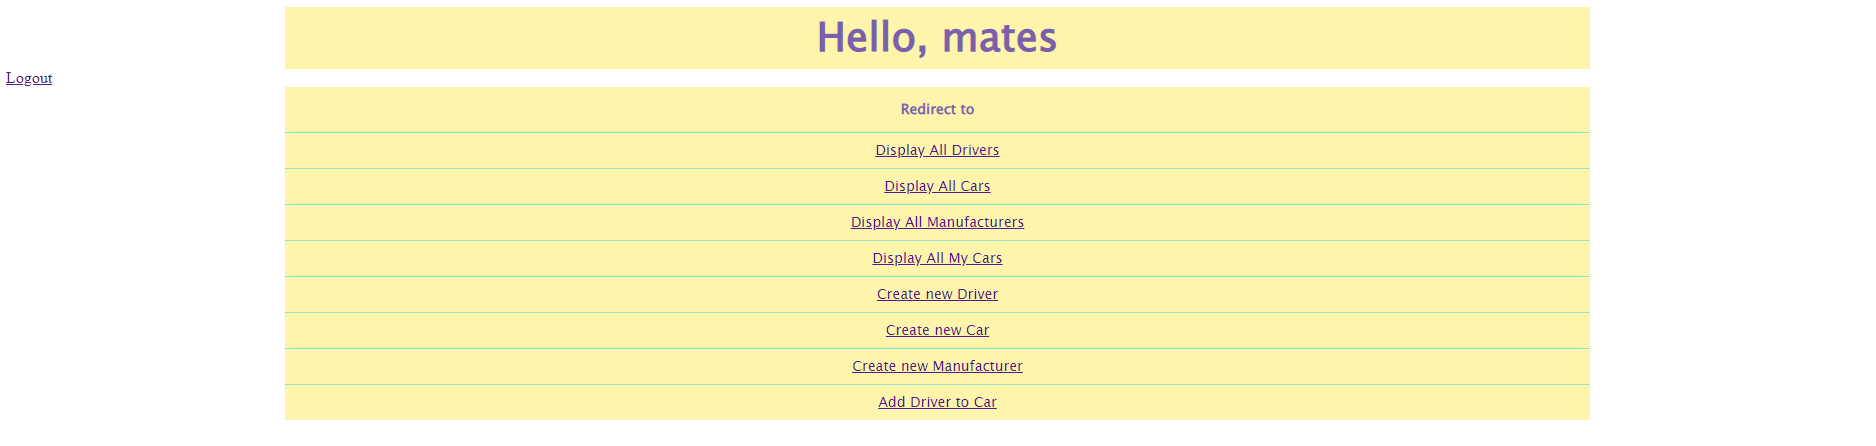 Hello, mates
Logout
Redirect to
Display All Drivers
Display All Cars
Display All Manufacturers
Display All My Cars
Create new Driver
Create new Car
Create new Manufacturer
Add Driver to Car